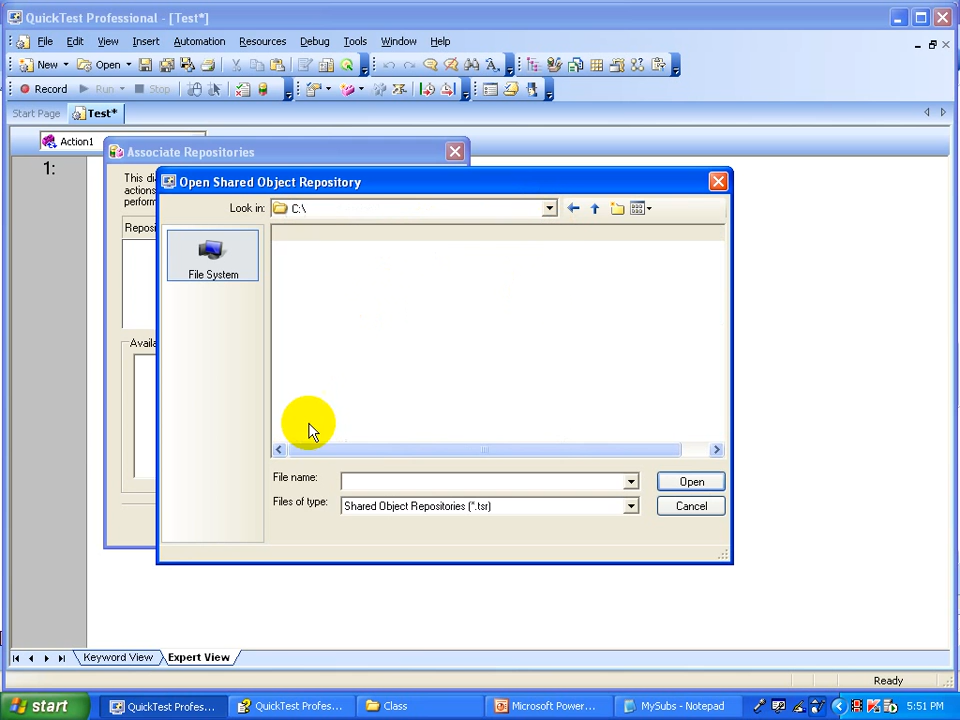 QuickTest Professional - [Test*]
File Edit View Insert Automation Resources Debug Tools Window Help
New Open
Record Run Stop
Start Page Test*
Action1
1:
Associate Repositories
This di
actions
perform
Reposi
Availa
Open Shared Object Repository
Look in: C:\
File System
File name:
Open
Files of type: Shared Object Repositories (*.tsr)
Cancel
Keyword View Expert View
Ready
start QuickTest Profes... QuickTest Profes... Class Microsoft Power... MySubs - Notepad 5:51 PM